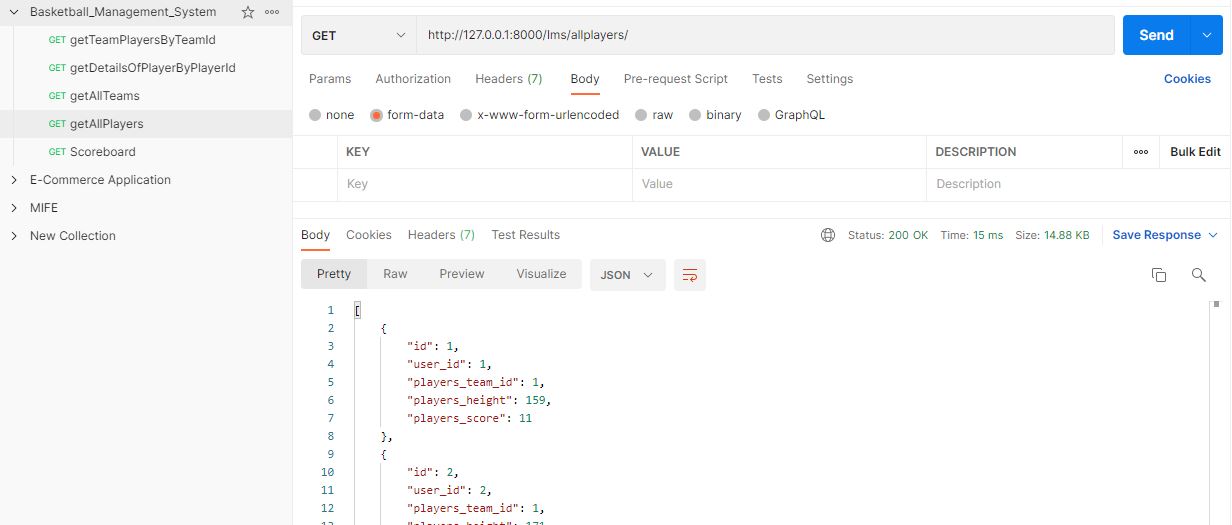 Basketball_Management_System
GET getTeamPlayersByTeamId
GET getDetailsOfPlayerByPlayerId
GET getAllTeams
GET getAllPlayers
GET Scoreboard
E-Commerce Application
MIFE
New Collection
GET http://127.0.0.1:8000/lms/allplayers/ Send
Params Authorization Headers (7) Body Pre-request Script Tests Settings Cookies
none form-data x-www-form-urlencoded raw binary GraphQL
KEY VALUE DESCRIPTION Bulk Edit
Key Value Description
Body Cookies Headers (7) Test Results Status: 200 OK Time: 15 ms Size: 14.88 KB Save Response
Pretty Raw Preview Visualize JSON
1 [
2 {
3 "id": 1,
4 "user_id": 1,
5 "players_team_id": 1,
6 "players_height": 159,
7 "players_score": 11
8 },
9 {
10 "id": 2,
11 "user_id": 2,
12 "players_team_id": 1,
13 "players_height": 171